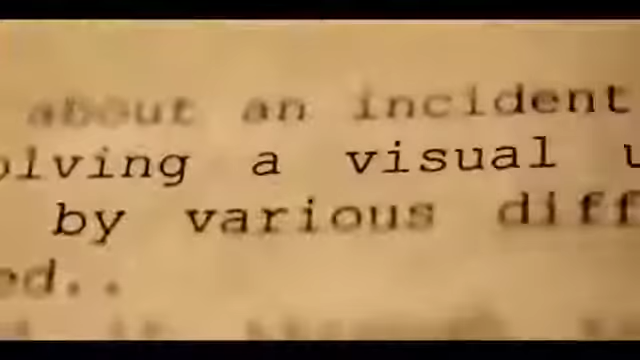 about an incident
olving a visual u
by various diff
ed..